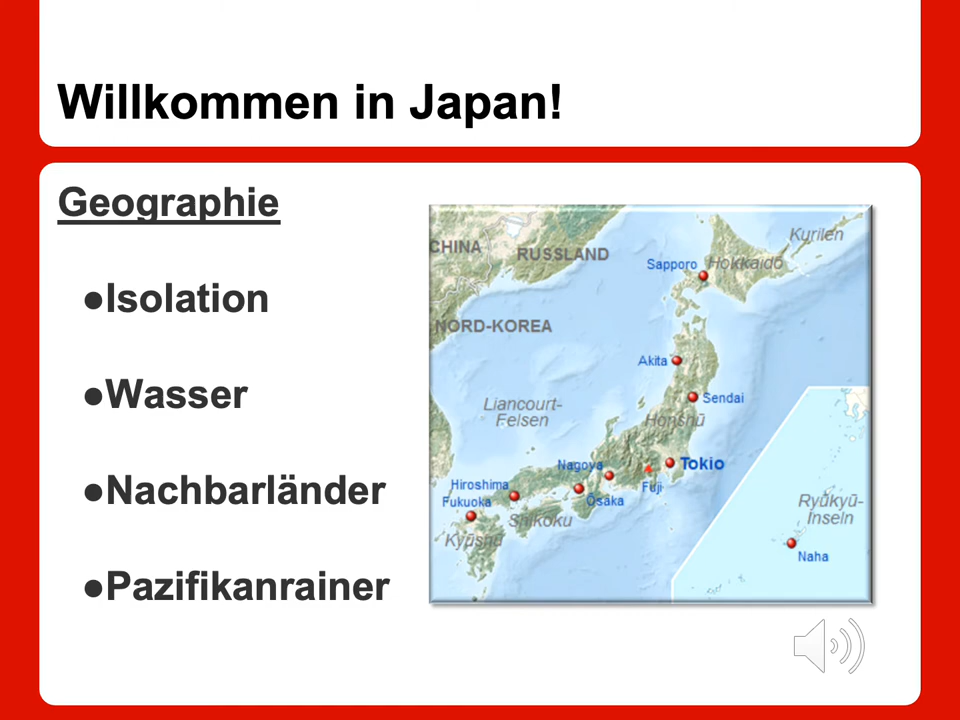 Willkommen in Japan!
Geographie
●Isolation
●Wasser
●Nachbarländer
●Pazifikanrainer
CHINA
RUSSLAND
Kurilen
Sapporo
Hokkaidō
NORD-KOREA
Akita
Sendai
Liancourt-
Felsen
Honshū
Nagoya
Tokio
Hiroshima
Fuji
Fukuoka
Ōsaka
Shikoku
Kyūshū
Ryūkyū-
Inseln
Naha